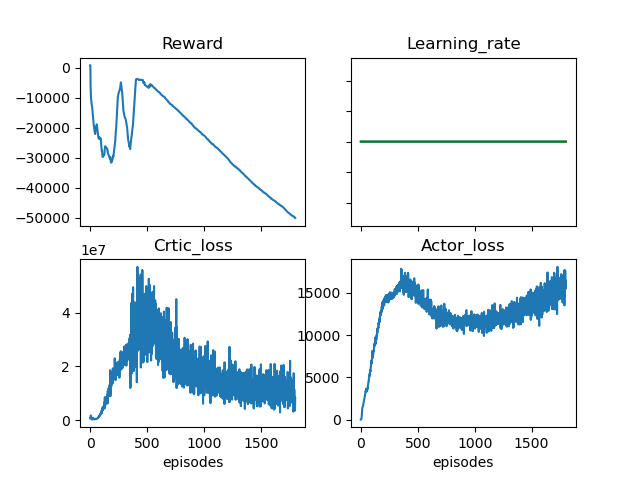 Reward
Learning_rate
0
−10000
−20000
−30000
−40000
−50000
1e7
Crtic_loss
Actor_loss
4
2
0
15000
10000
5000
0
0 500 1000 1500
0 500 1000 1500
episodes
episodes